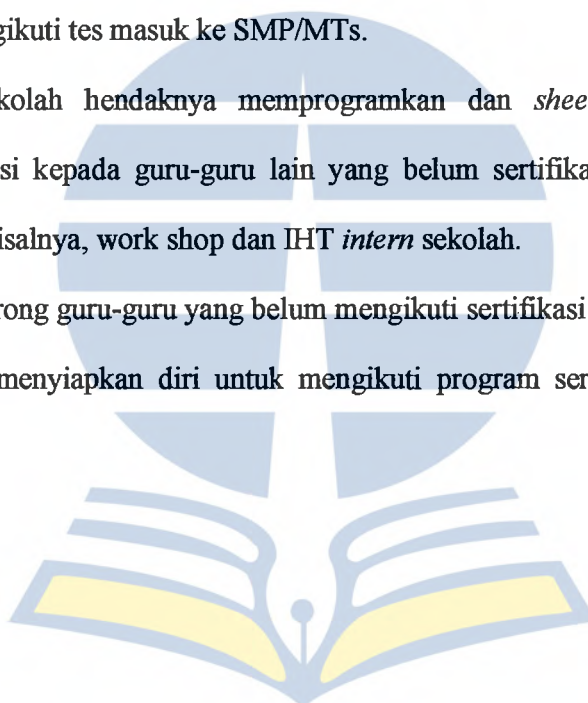 gikuti tes masuk ke SMP/MTs.
kolah hendaknya memprogramkan dan shee
si kepada guru-guru lain yang belum sertifika
isalnya, work shop dan IHT intern sekolah.
rong guru-guru yang belum mengikuti sertifikasi
menyiapkan diri untuk mengikuti program ser